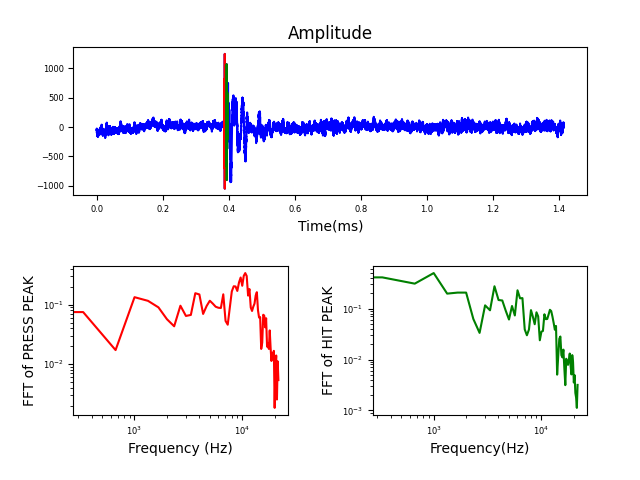 Amplitude
1000
500
0
−500
−1000
0.0 0.2 0.4 0.6 0.8 1.0 1.2 1.4
Time(ms)
FFT of PRESS PEAK
10⁻¹
10⁻²
10³ 10⁴
Frequency (Hz)
FFT of HIT PEAK
10⁻¹
10⁻²
10⁻³
10³ 10⁴
Frequency(Hz)